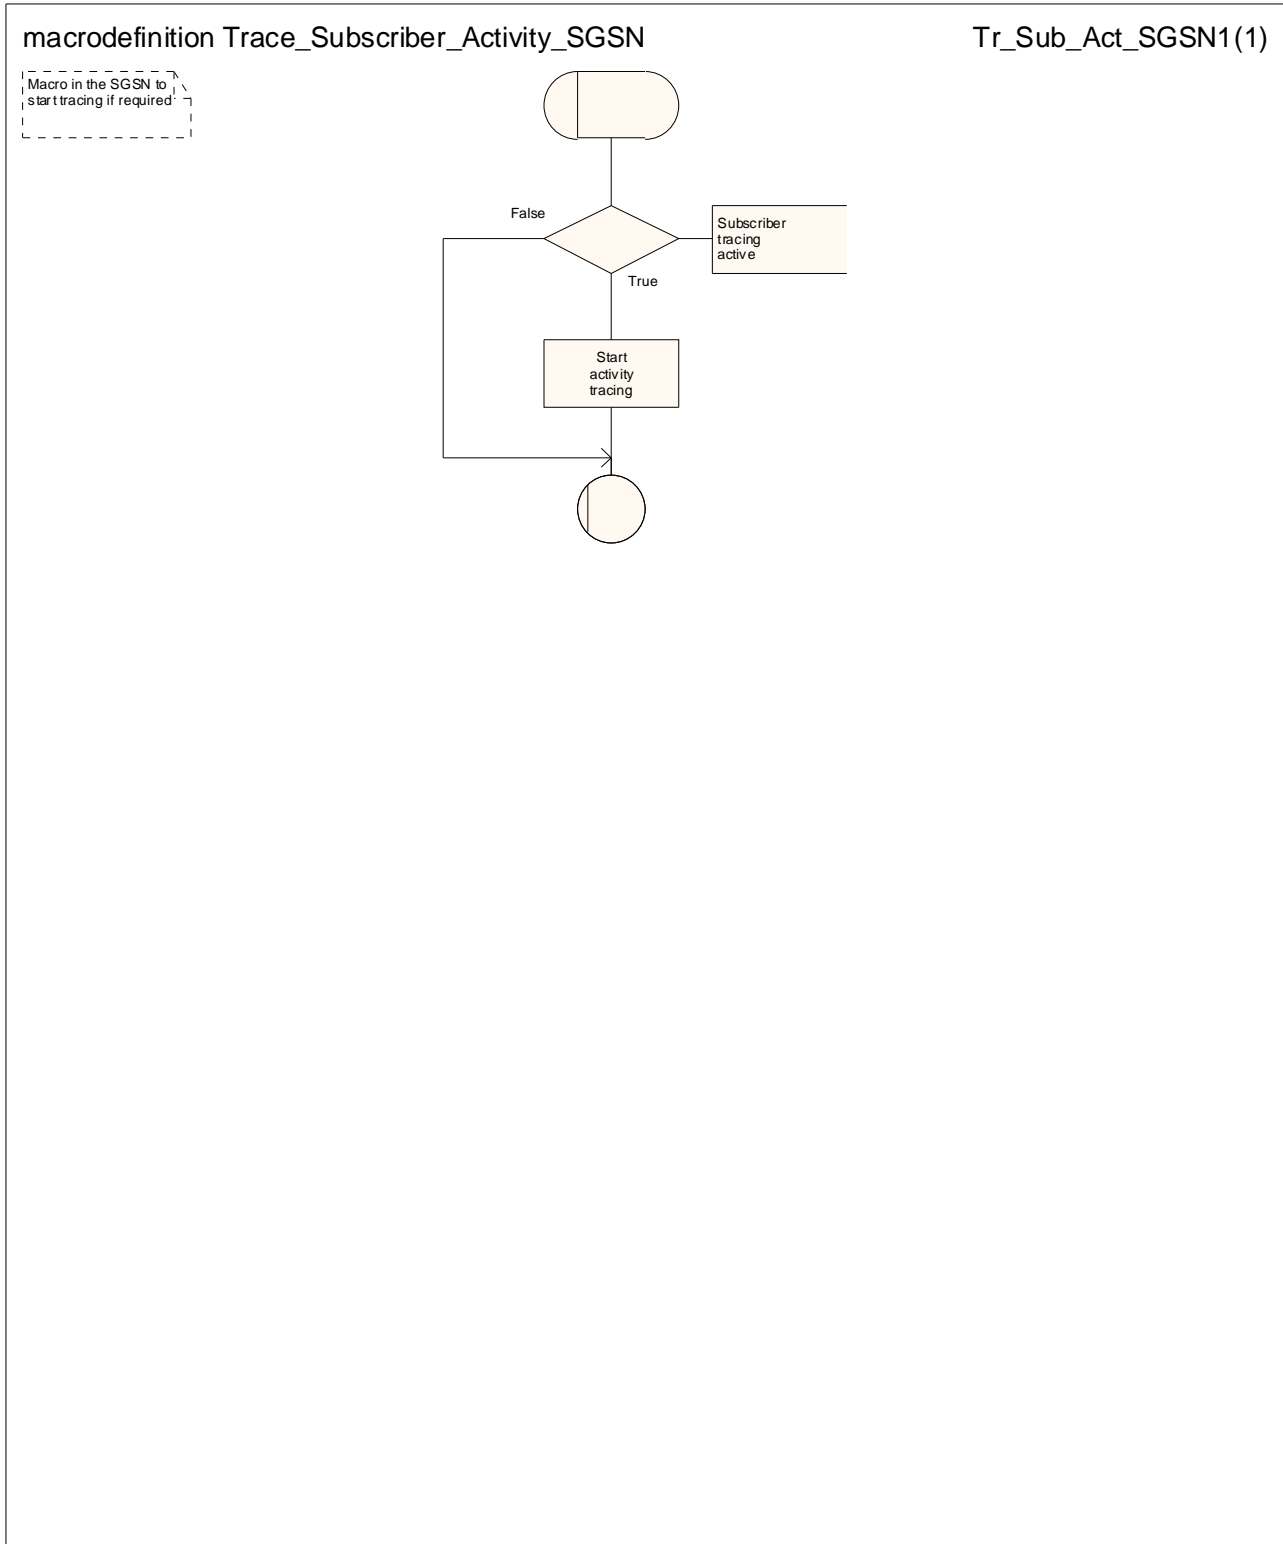 macrodefinition Trace_Subscriber_Activity_SGSN
Tr_Sub_Act_SGSN1(1)
Macro in the SGSN to
start tracing if required
False
Subscriber
tracing
active
True
Start
activity
tracing